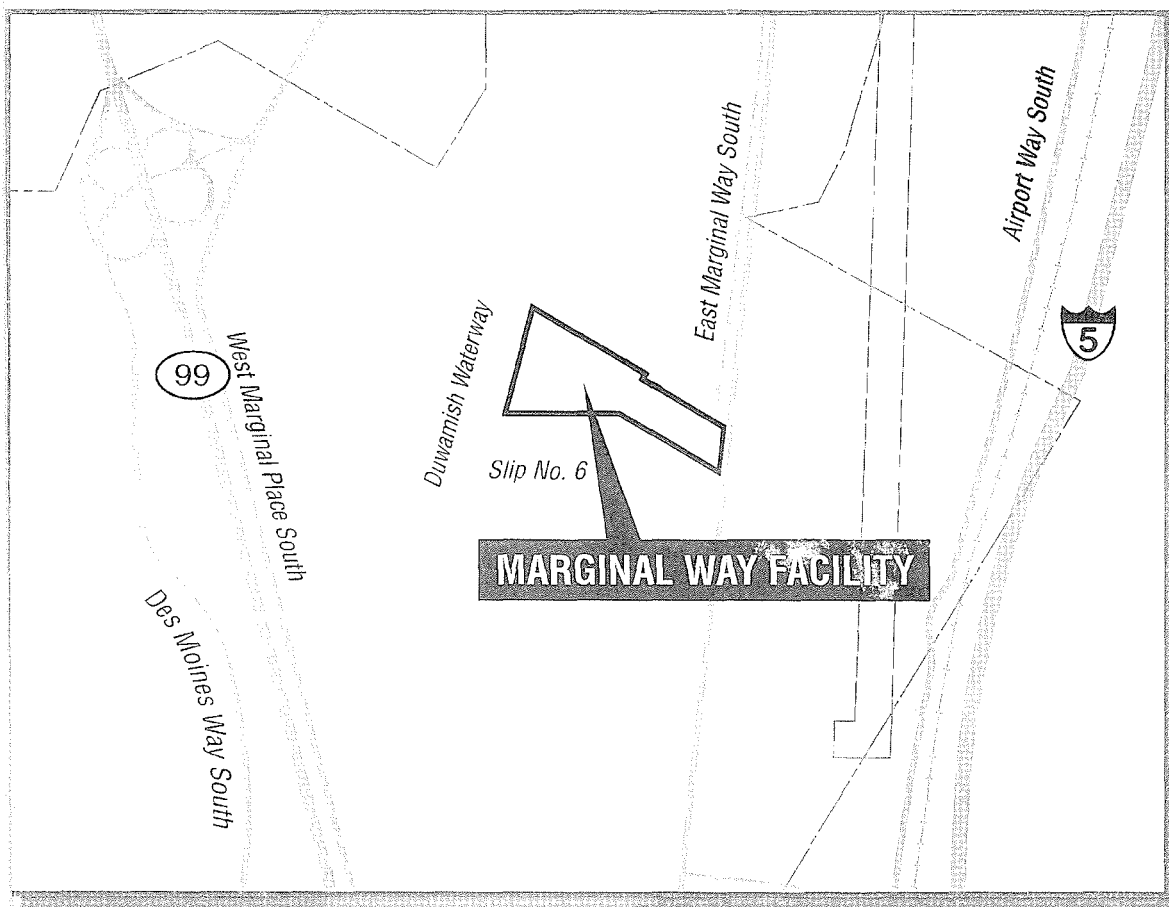 East Marginal Way South
Airport Way South
5
Duwamish Waterway
99
West Marginal Place South
Slip No. 6
MARGINAL WAY FACILITY
Des Moines Way South